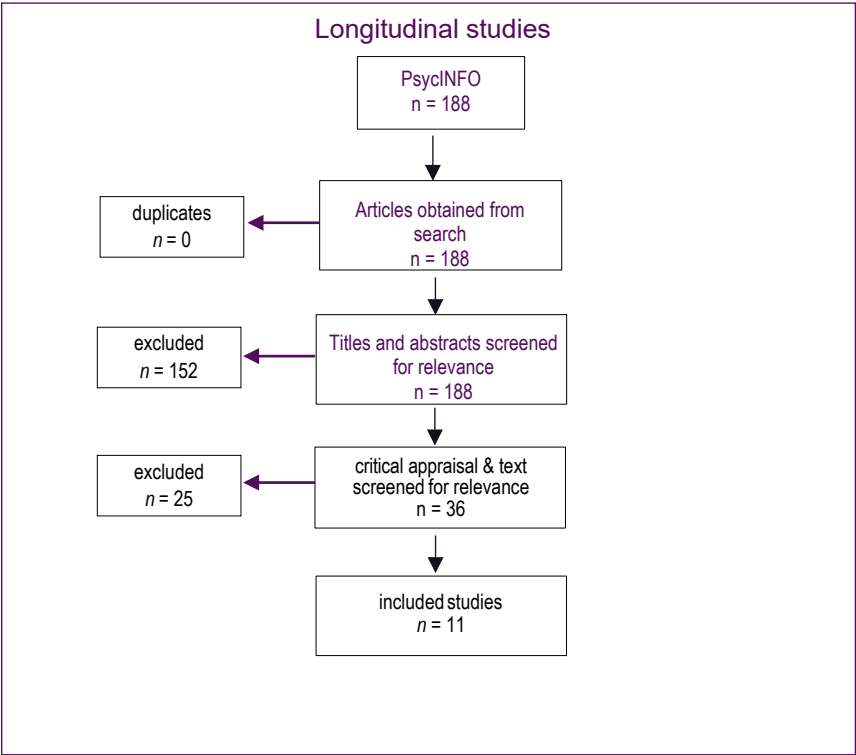 Longitudinal studies
PsycINFO
n = 188
duplicates
n = 0
Articles obtained from
search
n = 188
excluded
n = 152
Titles and abstracts screened
for relevance
n = 188
excluded
n = 25
critical appraisal & text
screened for relevance
n = 36
included studies
n = 11